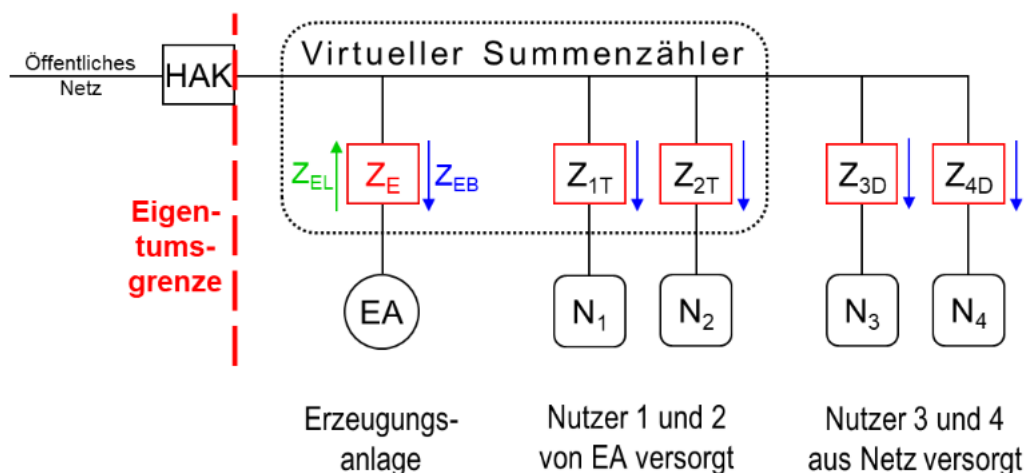 Virtueller Summenzähler
Öffentliches
Netz
HAK
Z_EL
Z_E
Z_EB
Z_1T
Z_2T
Z_3D
Z_4D
Eigen-
tums-
grenze
EA
N_1
N_2
N_3
N_4
Erzeugungs-
anlage
Nutzer 1 und 2
von EA versorgt
Nutzer 3 und 4
aus Netz versorgt